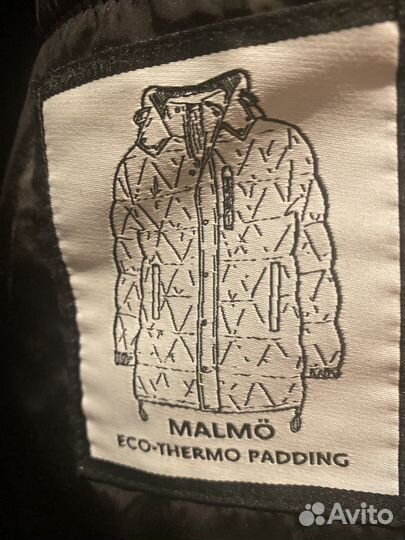 MALMÖ
ECO-THERMO PADDING
Avito